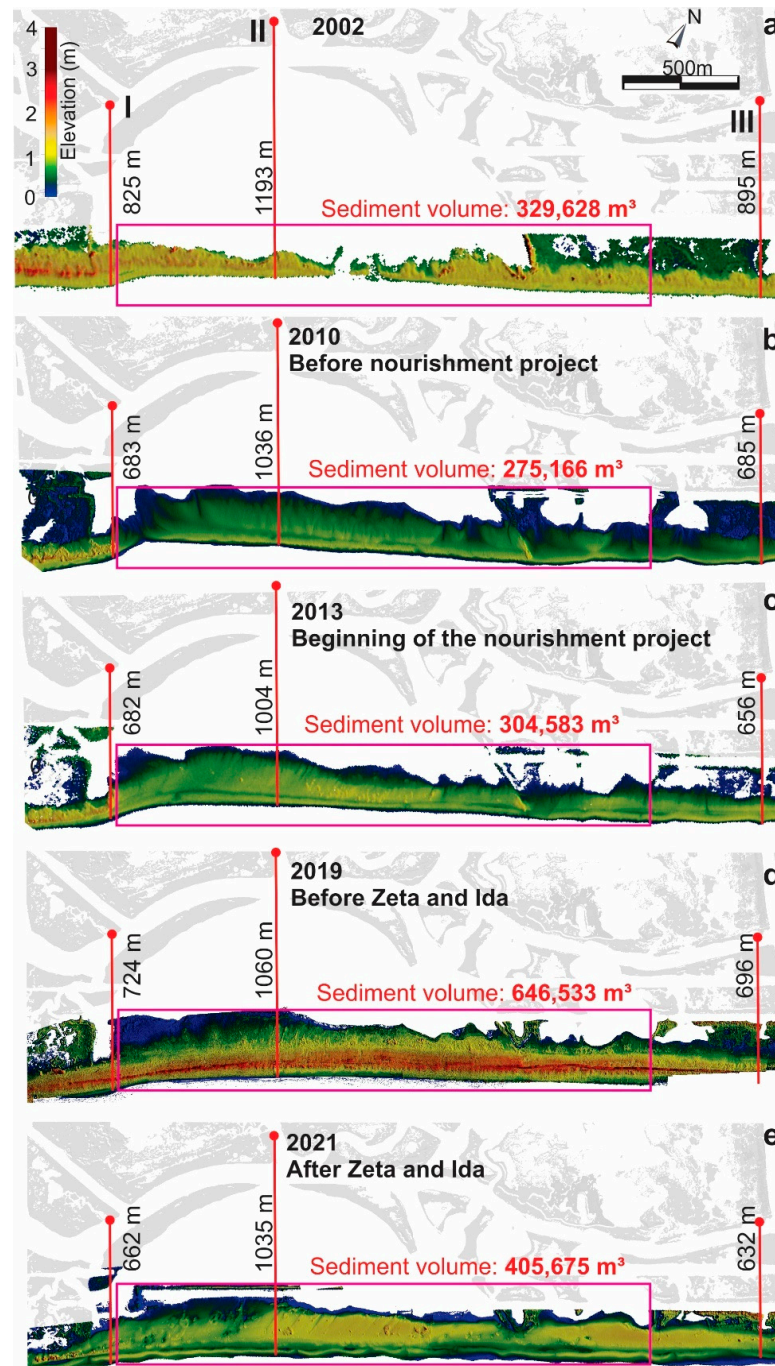 4
3
2
1
0
Elevation (m)
I
II
2002
a
N
500m
III
825 m
1193 m
895 m
Sediment volume: 329,628 m³
b
2010
Before nourishment project
683 m
1036 m
685 m
Sediment volume: 275,166 m³
c
2013
Beginning of the nourishment project
682 m
1004 m
656 m
Sediment volume: 304,583 m³
d
2019
Before Zeta and Ida
724 m
1060 m
696 m
Sediment volume: 646,533 m³
e
2021
After Zeta and Ida
662 m
1035 m
632 m
Sediment volume: 405,675 m³